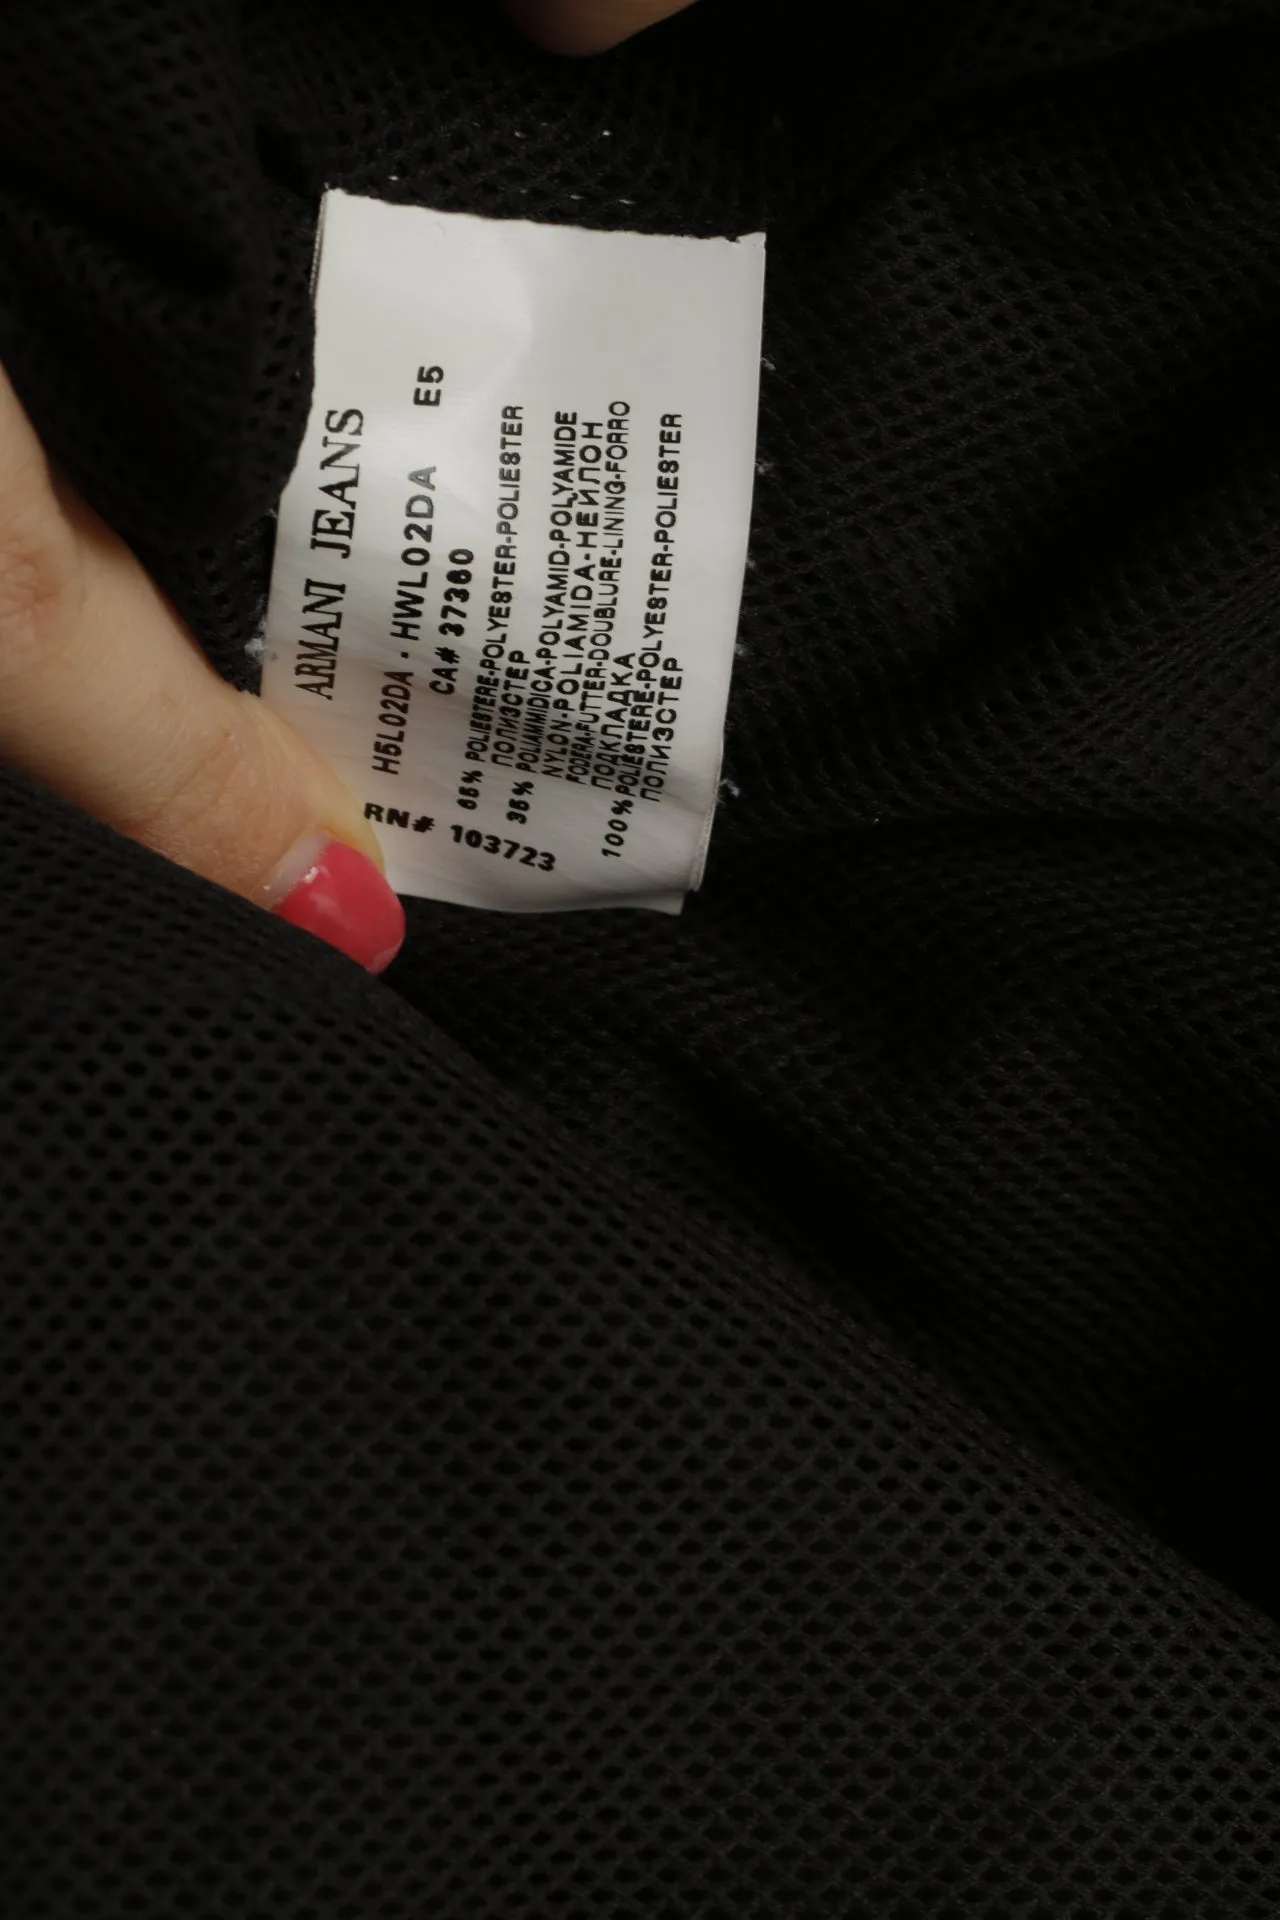 ARMANI JEANS
H5L02DA - HWL02DA E5
RN# 103723 CA# 37360
65% POLIESTERE-POLYESTER-POLIESTER
ПОЛИЭСТЕР
35% POLIAMMIDICA-POLYAMID-POLYAMIDE
NYLON-POLIAMIDA-НЕЙЛОН
FODERA-FUTTER-DOUBLURE-LINING-FORRO
ПОДКЛАДКА
100% POLIESTERE-POLYESTER-POLIESTER
ПОЛИЭСТЕР